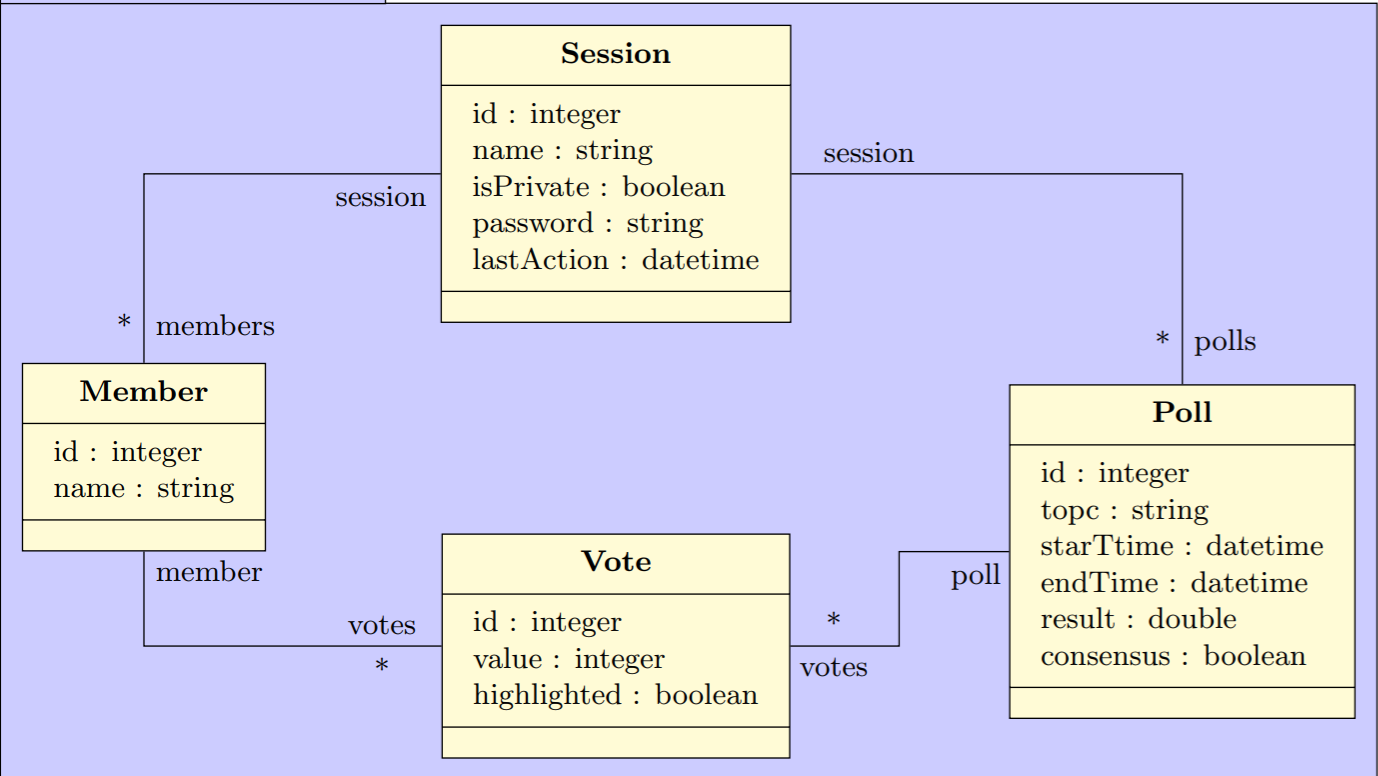 Session
id : integer
name : string
isPrivate : boolean
password : string
lastAction : datetime
session
session
*
members
*
polls
Member
id : integer
name : string
member
Poll
id : integer
topc : string
starTtime : datetime
endTime : datetime
result : double
consensus : boolean
poll
Vote
id : integer
value : integer
highlighted : boolean
votes
*
*
votes